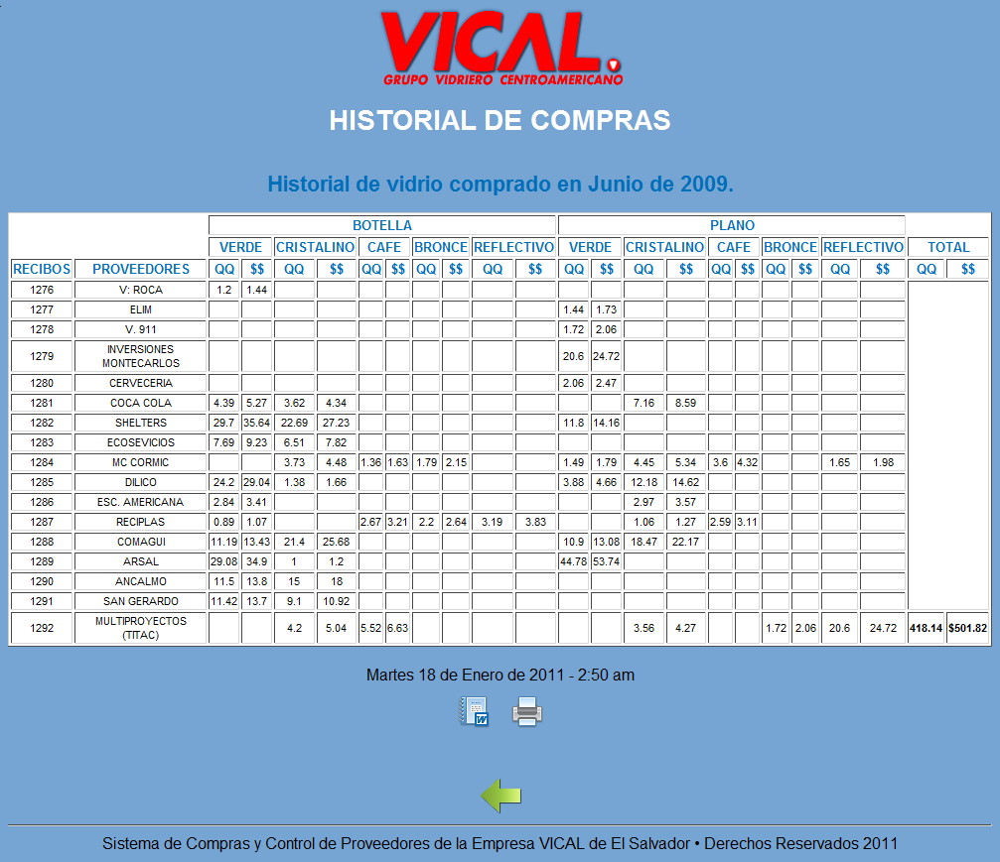 VICAL.
GRUPO VIDRIERO CENTROAMERICANO
HISTORIAL DE COMPRAS
Historial de vidrio comprado en Junio de 2009.
BOTELLA PLANO
VERDE CRISTALINO CAFE BRONCE REFLECTIVO VERDE CRISTALINO CAFE BRONCE REFLECTIVO TOTAL
RECIBOS PROVEEDORES QQ $$ QQ $$ QQ $$ QQ $$ QQ $$ QQ $$ QQ $$ QQ $$ QQ $$ QQ $$ QQ $$
1276 V: ROCA 1.2 1.44
1277 ELIM 1.44 1.73
1278 V. 911 1.72 2.06
1279 INVERSIONES MONTECARLOS 20.6 24.72
1280 CERVECERIA 2.06 2.47
1281 COCA COLA 4.39 5.27 3.62 4.34 7.16 8.59
1282 SHELTERS 29.7 35.64 22.69 27.23 11.8 14.16
1283 ECOSEVICIOS 7.69 9.23 6.51 7.82
1284 MC CORMIC 3.73 4.48 1.36 1.63 1.79 2.15 1.49 1.79 4.45 5.34 3.6 4.32 1.65 1.98
1285 DILICO 24.2 29.04 1.38 1.66 3.88 4.66 12.18 14.62
1286 ESC. AMERICANA 2.84 3.41 2.97 3.57
1287 RECIPLAS 0.89 1.07 2.67 3.21 2.2 2.64 3.19 3.83 1.06 1.27 2.59 3.11
1288 COMAGUI 11.19 13.43 21.4 25.68 10.9 13.08 18.47 22.17
1289 ARSAL 29.08 34.9 1 1.2 44.78 53.74
1290 ANCALMO 11.5 13.8 15 18
1291 SAN GERARDO 11.42 13.7 9.1 10.92
1292 MULTIPROYECTOS (TITAC) 4.2 5.04 5.52 6.63 3.56 4.27 1.72 2.06 20.6 24.72 418.14 $501.82
Martes 18 de Enero de 2011 - 2:50 am
Sistema de Compras y Control de Proveedores de la Empresa VICAL de El Salvador • Derechos Reservados 2011